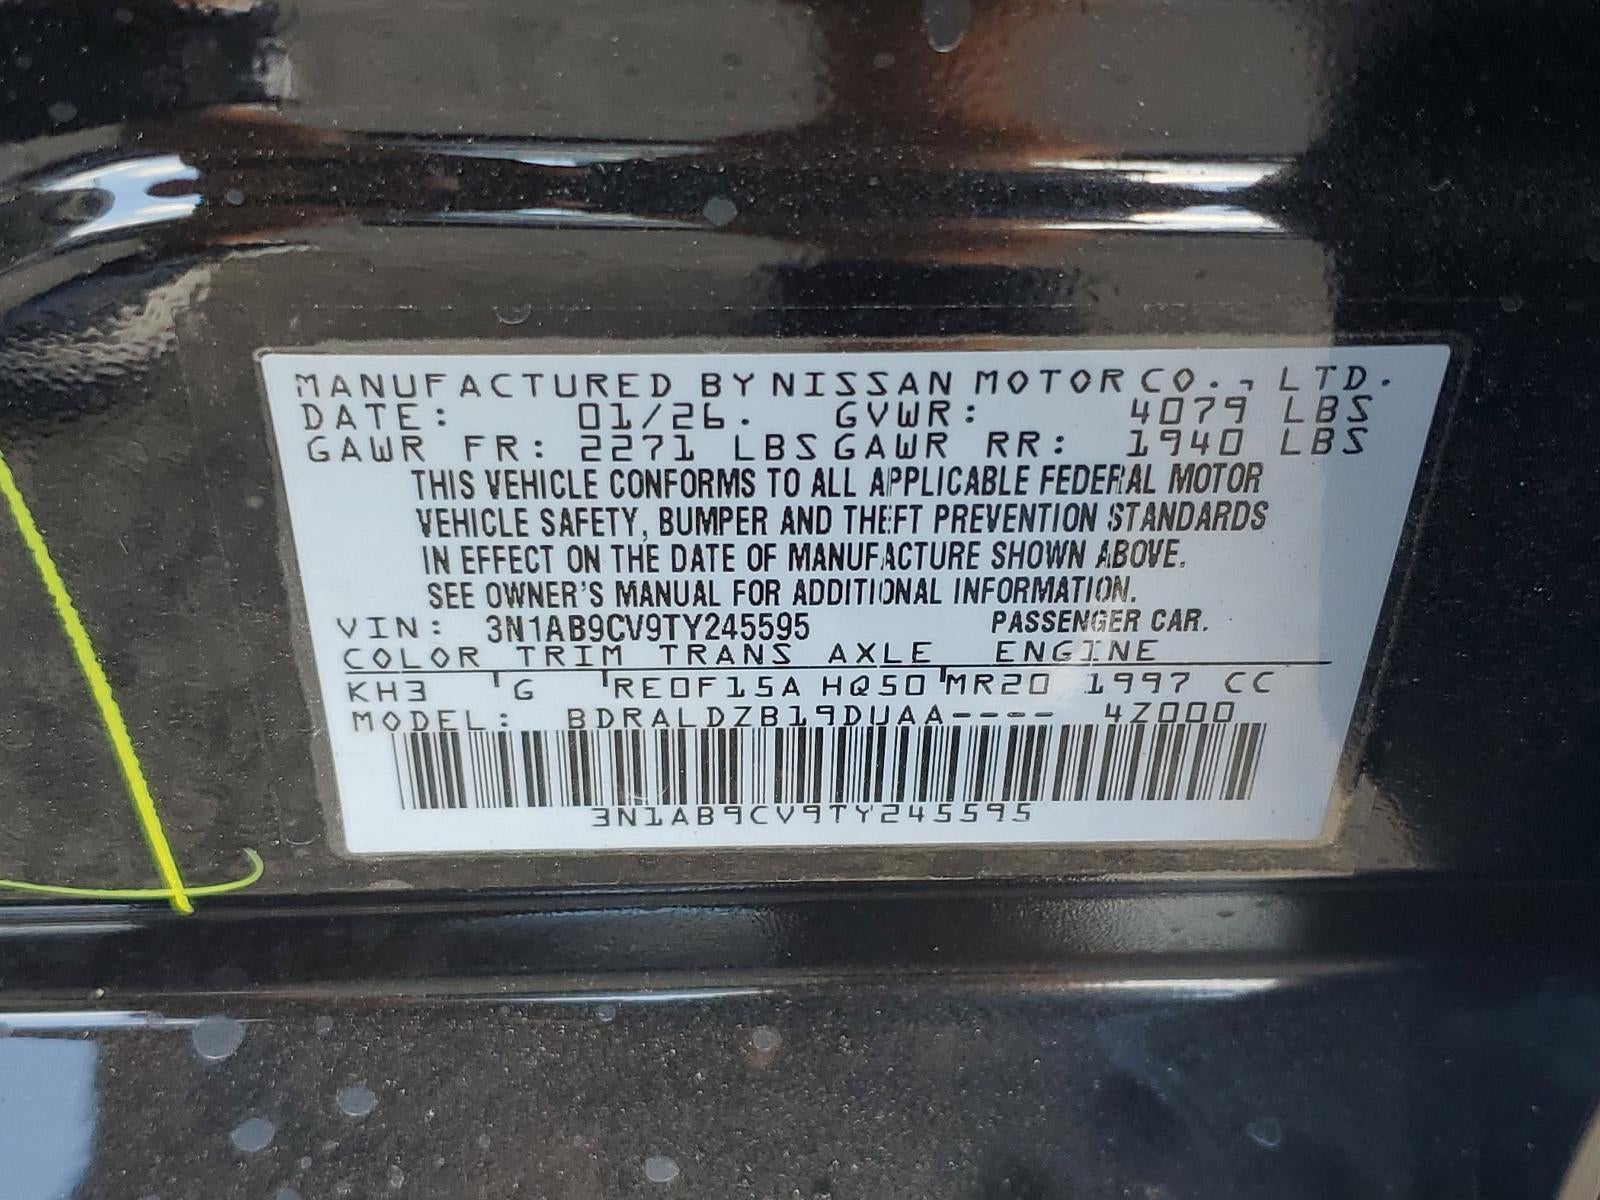 MANUFACTURED BY NISSAN MOTOR CO., LTD.
DATE: 01/26. GVWR: 4079 LBS
GAWR FR: 2271 LBS GAWR RR: 1940 LBS
THIS VEHICLE CONFORMS TO ALL APPLICABLE FEDERAL MOTOR
VEHICLE SAFETY, BUMPER AND THEFT PREVENTION STANDARDS
IN EFFECT ON THE DATE OF MANUFACTURE SHOWN ABOVE.
SEE OWNER'S MANUAL FOR ADDITIONAL INFORMATION.
VIN: 3N1AB9CV9TY245595 PASSENGER CAR.
COLOR TRIM TRANS AXLE ENGINE
KH3 G RE0F15A HQ50 MR20 1997 CC
MODEL: BDRALDZB19DUAA---- 4Z000
3N1AB9CV9TY245595